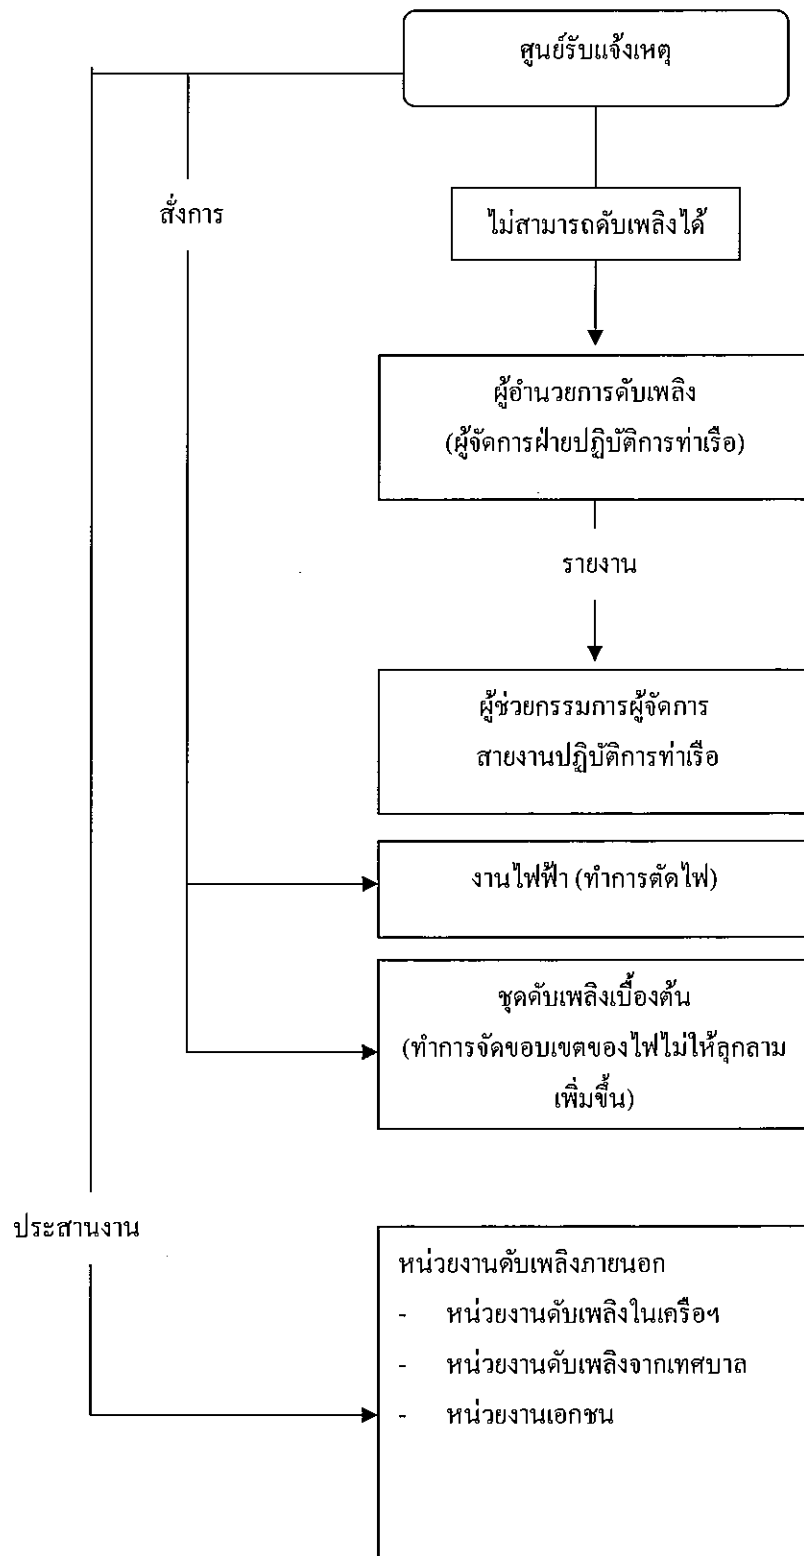 ศูนย์รับแจ้งเหตุ
สั่งการ
ไม่สามารถดับเพลิงได้
ผู้อำนวยการดับเพลิง
(ผู้จัดการฝ่ายปฏิบัติการท่าเรือ)
รายงาน
ผู้ช่วยกรรมการผู้จัดการ
สายงานปฏิบัติการท่าเรือ
งานไฟฟ้า (ทำการตัดไฟ)
ชุดดับเพลิงเบื้องต้น
(ทำการจัดขอบเขตของไฟไม่ให้ลุกลาม
เพิ่มขึ้น)
ประสานงาน
หน่วยงานดับเพลิงภายนอก
- หน่วยงานดับเพลิงในเครือฯ
- หน่วยงานดับเพลิงจากเทศบาล
- หน่วยงานเอกชน